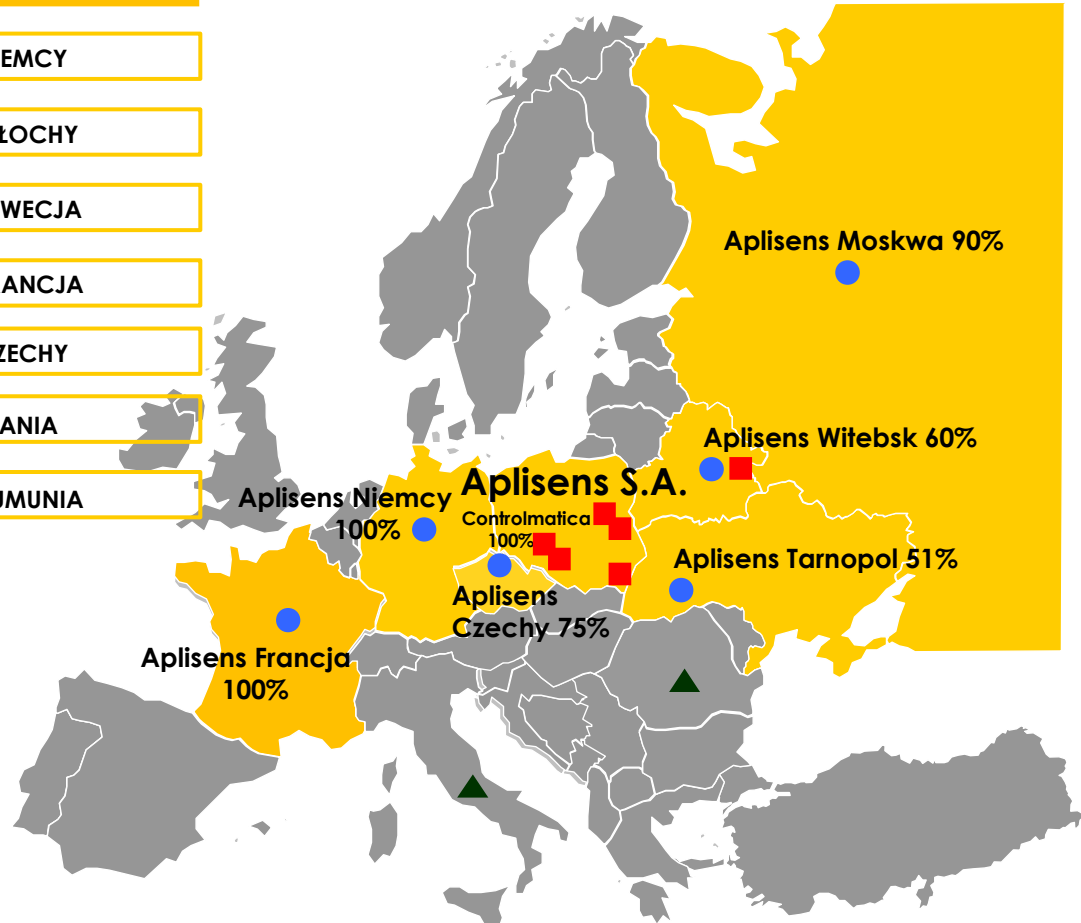 EMCY
ŁOCHY
WECJA
ANCJA
ZECHY
ANIA
UMUNIA
Aplisens Moskwa 90%
Aplisens Witebsk 60%
Aplisens Niemcy
100%
Aplisens S.A.
Controlmatica
100%
Aplisens Tarnopol 51%
Aplisens
Czechy 75%
Aplisens Francja
100%